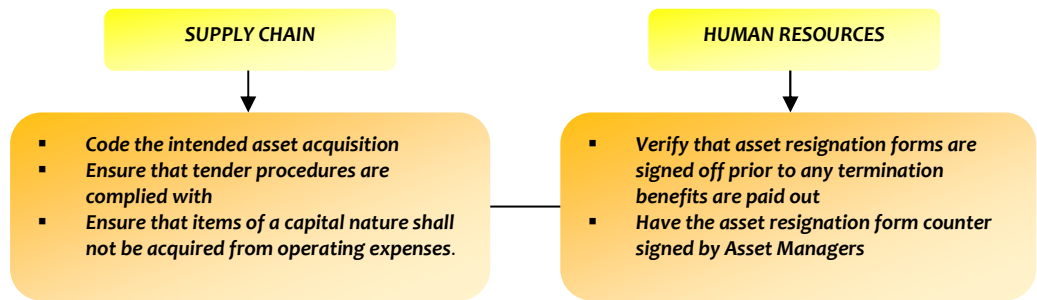 SUPPLY CHAIN
▪ Code the intended asset acquisition
▪ Ensure that tender procedures are
complied with
▪ Ensure that items of a capital nature shall
not be acquired from operating expenses.
HUMAN RESOURCES
▪ Verify that asset resignation forms are
signed off prior to any termination
benefits are paid out
▪ Have the asset resignation form counter
signed by Asset Managers